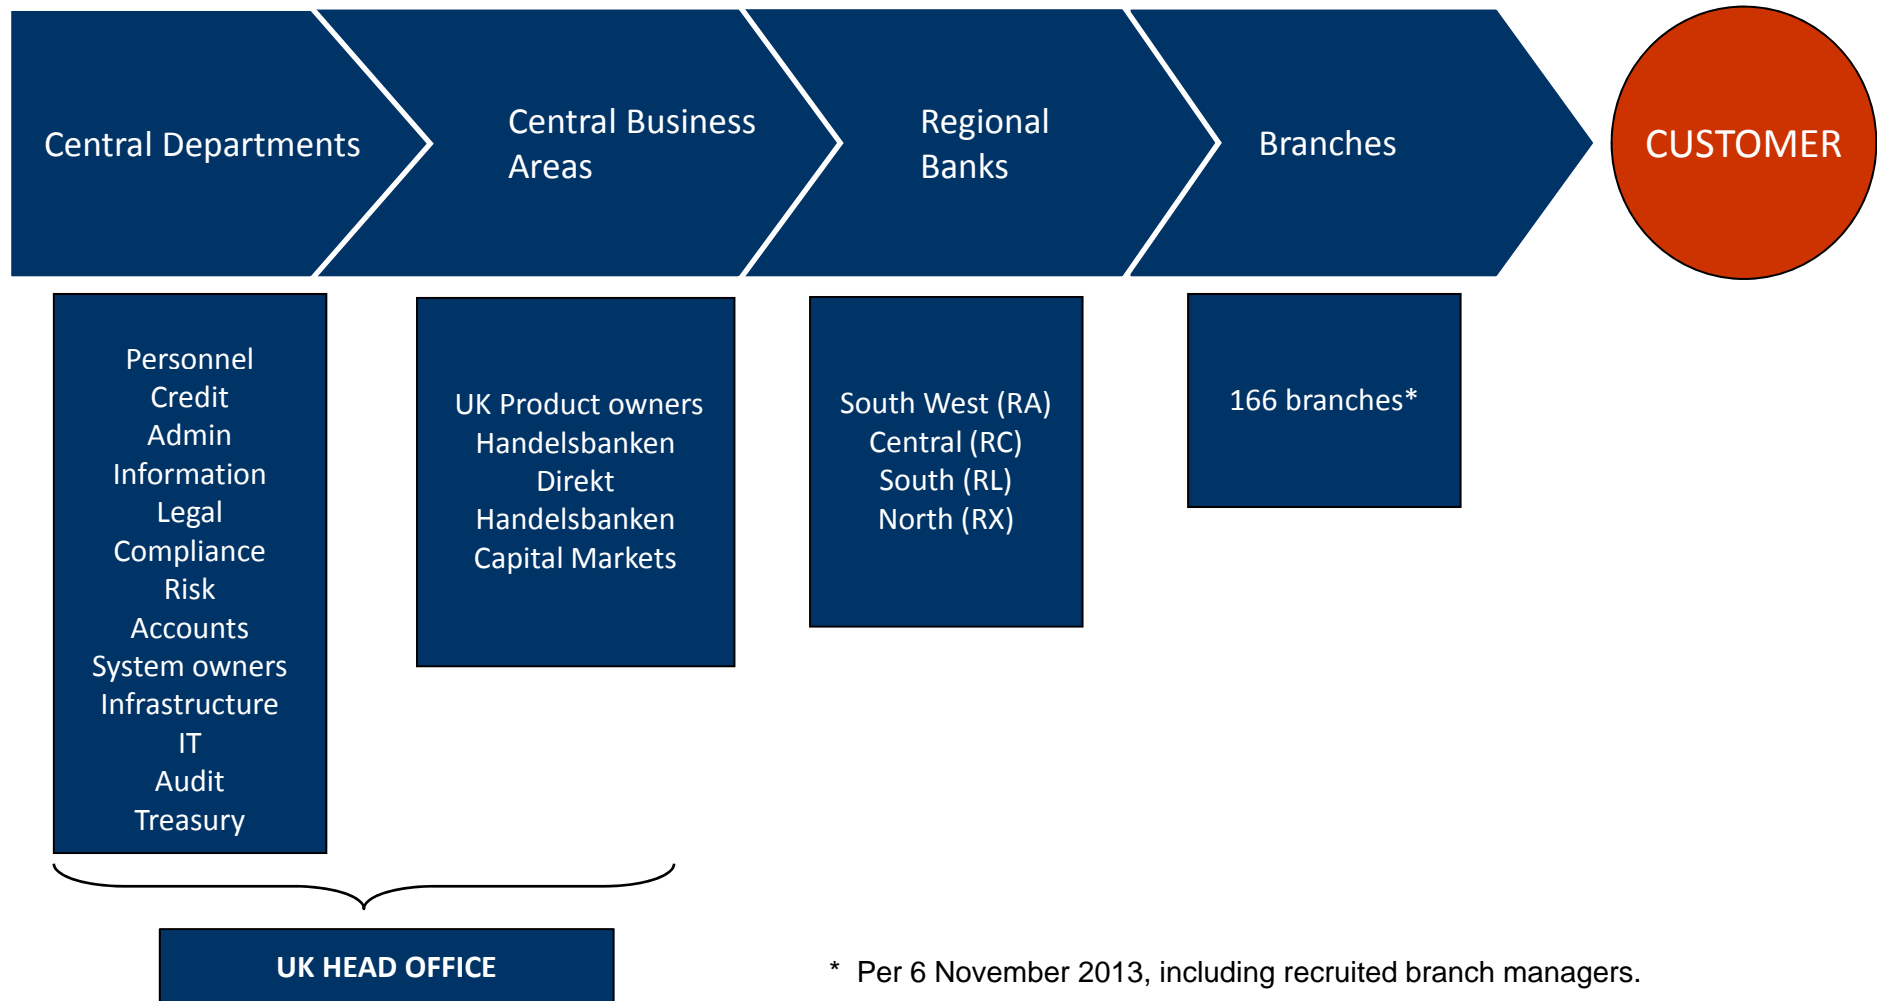 Central Departments
Central Business
Areas
Regional
Banks
Branches
CUSTOMER
Personnel
Credit
Admin
Information
Legal
Compliance
Risk
Accounts
System owners
Infrastructure
IT
Audit
Treasury
UK Product owners
Handelsbanken
Direkt
Handelsbanken
Capital Markets
South West (RA)
Central (RC)
South (RL)
North (RX)
166 branches*
UK HEAD OFFICE
* Per 6 November 2013, including recruited branch managers.